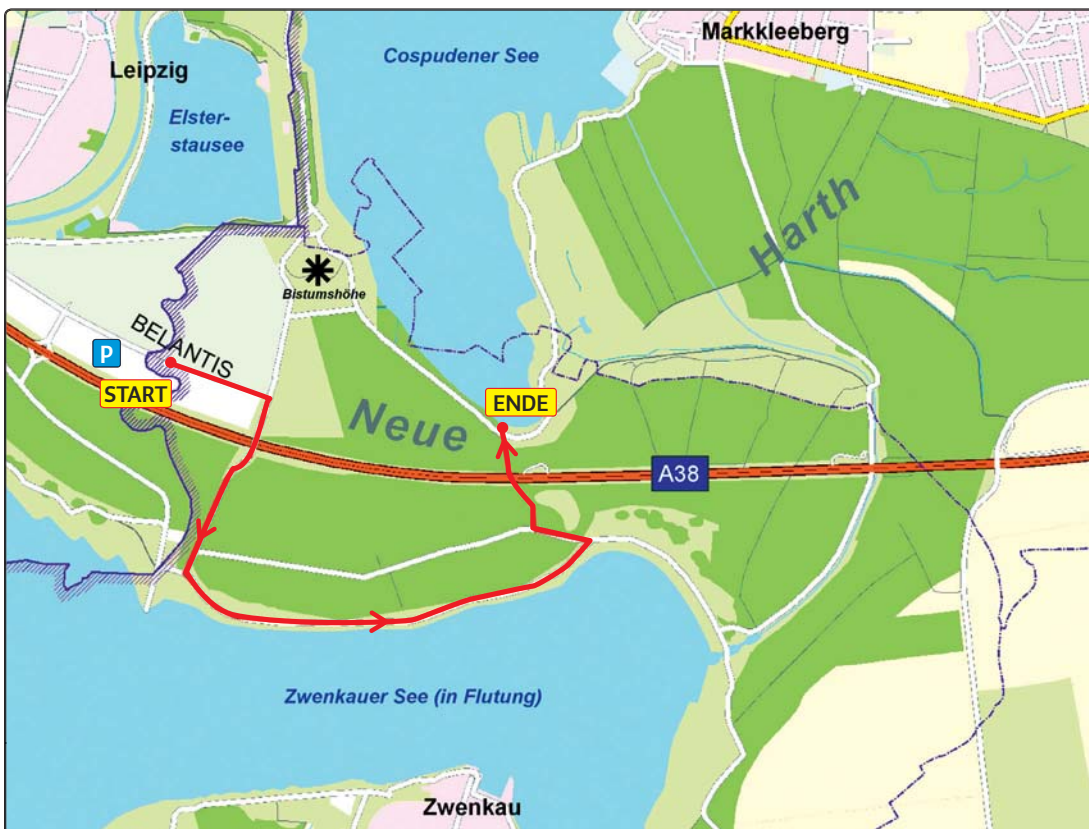 Markkleeberg
Cospudener See
Leipzig
Elster-
stausee
Harth
Bistumshöhe
BELANTIS
P
START
Neue
ENDE
A38
Zwenkauer See (in Flutung)
Zwenkau